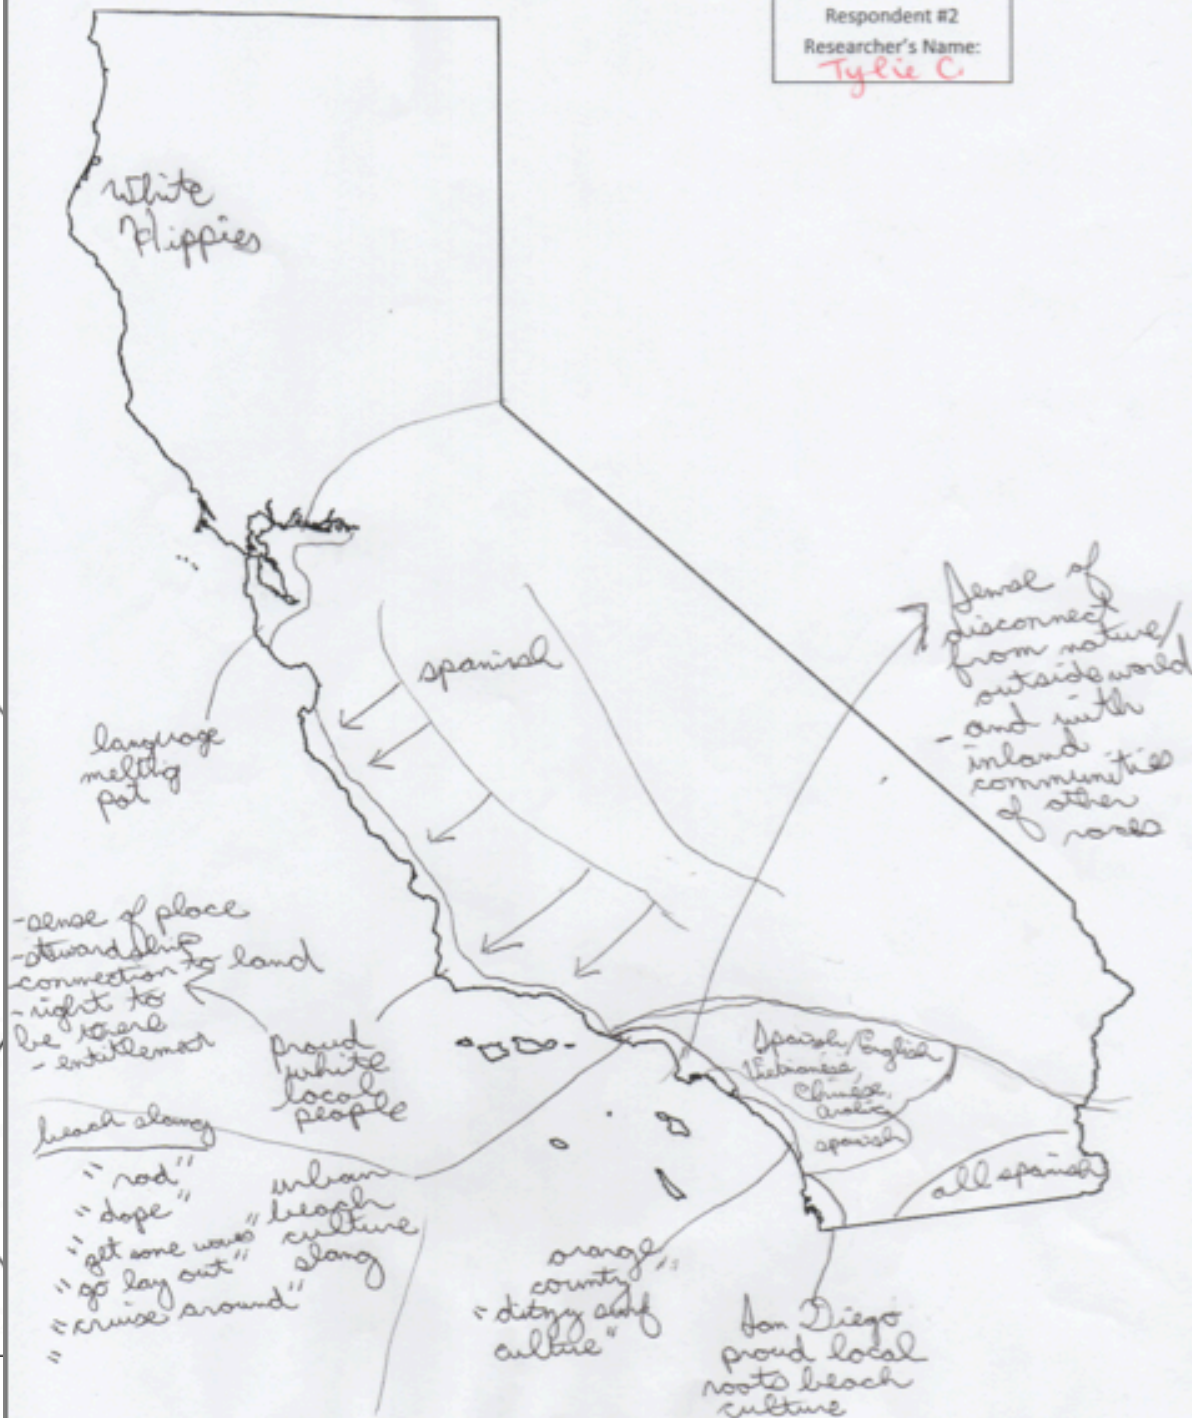 Respondent #2
Researcher's Name:
Tylie C.
White
Hippies
spanish
language
meltig
pot
Sense of
disconnect
from nature/
outside world
- and with
inland
communities
of other
races
- sense of place
- stewardship
- connection to land
- right to
be there
- entitlement
proud
white
local
people
Spanish/English
Vietnamese,
Chinese,
arabic
spanish
all spanish
beach slang
"rad"
"dope"
"get some waves"
"go lay out"
"cruise around"
"
urban
beach
culture
slang
orange
county's
"ditzy surf
culture"
San Diego
proud local
roots beach
culture